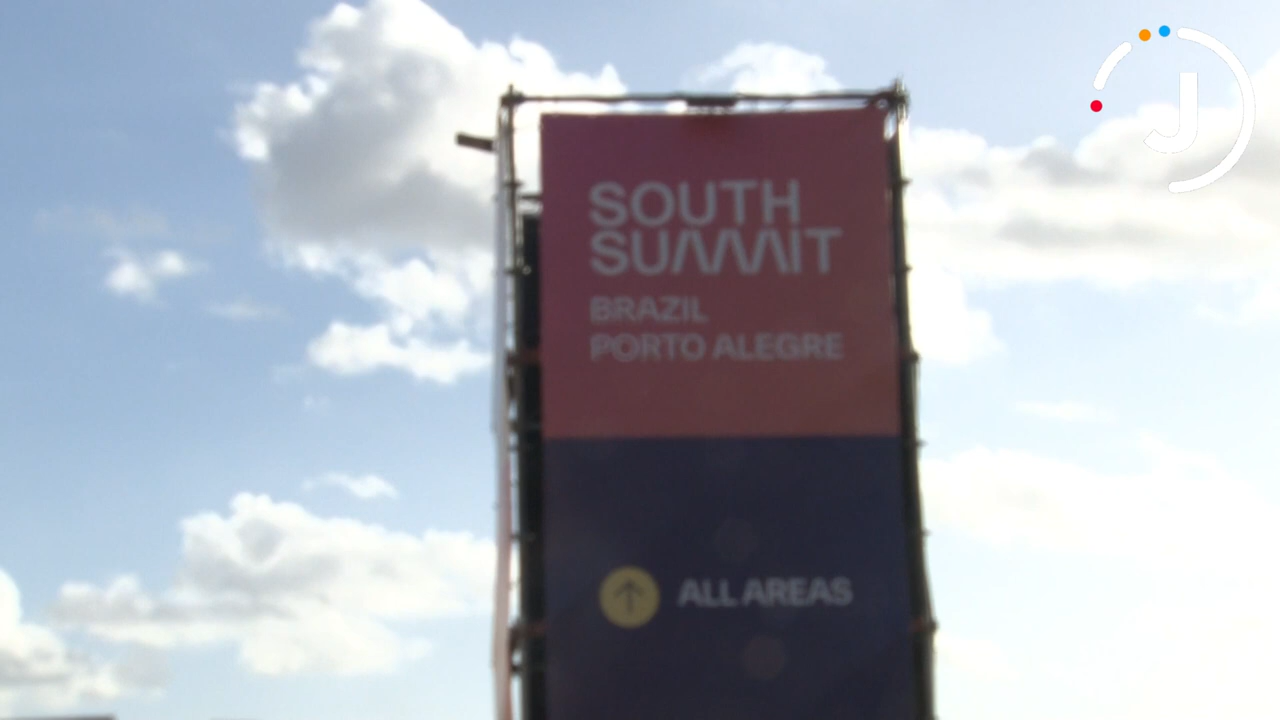 SOUTH
SUMMIT
BRAZIL
PORTO ALEGRE
ALL AREAS
J